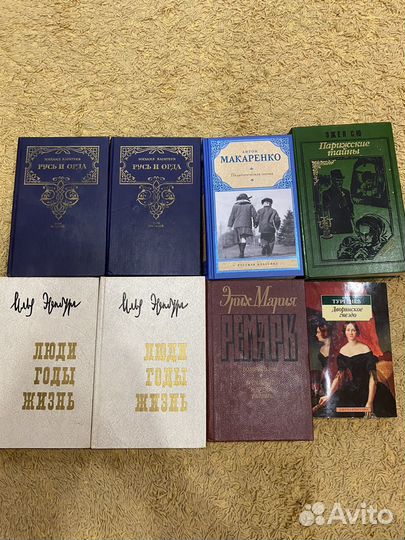 МИХАИЛ КАРАТЕЕВ
РУСЬ И ОРДА
МИХАИЛ КАРАТЕЕВ
РУСЬ И ОРДА
АНТОН
МАКАРЕНКО
Педагогическая поэма
РУССКАЯ КЛАССИКА
ЭЖЕН СЮ
Парижские
тайны
Илья Эренбург
ЛЮДИ
ГОДЫ
ЖИЗНЬ
Илья Эренбург
ЛЮДИ
ГОДЫ
ЖИЗНЬ
Эрих Мария
РЕМАРК
ТУРГЕНЕВ
Дворянское
гнездо
Avito